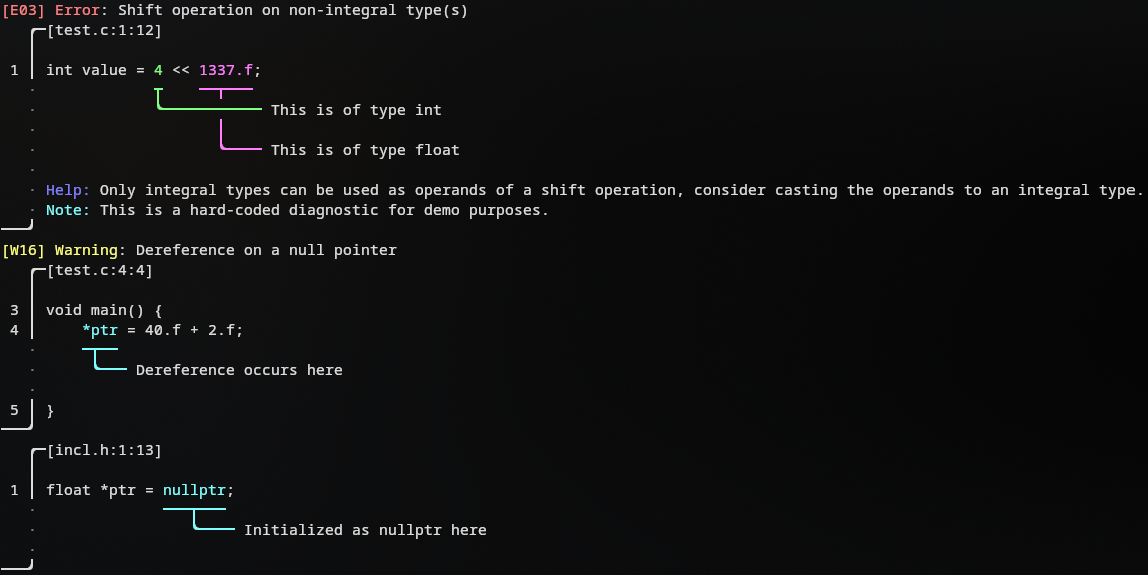 [E03] Error: Shift operation on non-integral type(s)
[test.c:1:12]
1 int value = 4 << 1337.f;
This is of type int
This is of type float
Help: Only integral types can be used as operands of a shift operation, consider casting the operands to an integral type.
Note: This is a hard-coded diagnostic for demo purposes.
[W16] Warning: Dereference on a null pointer
[test.c:4:4]
3 void main() {
4     *ptr = 40.f + 2.f;
Dereference occurs here
5 }
[incl.h:1:13]
1 float *ptr = nullptr;
Initialized as nullptr here